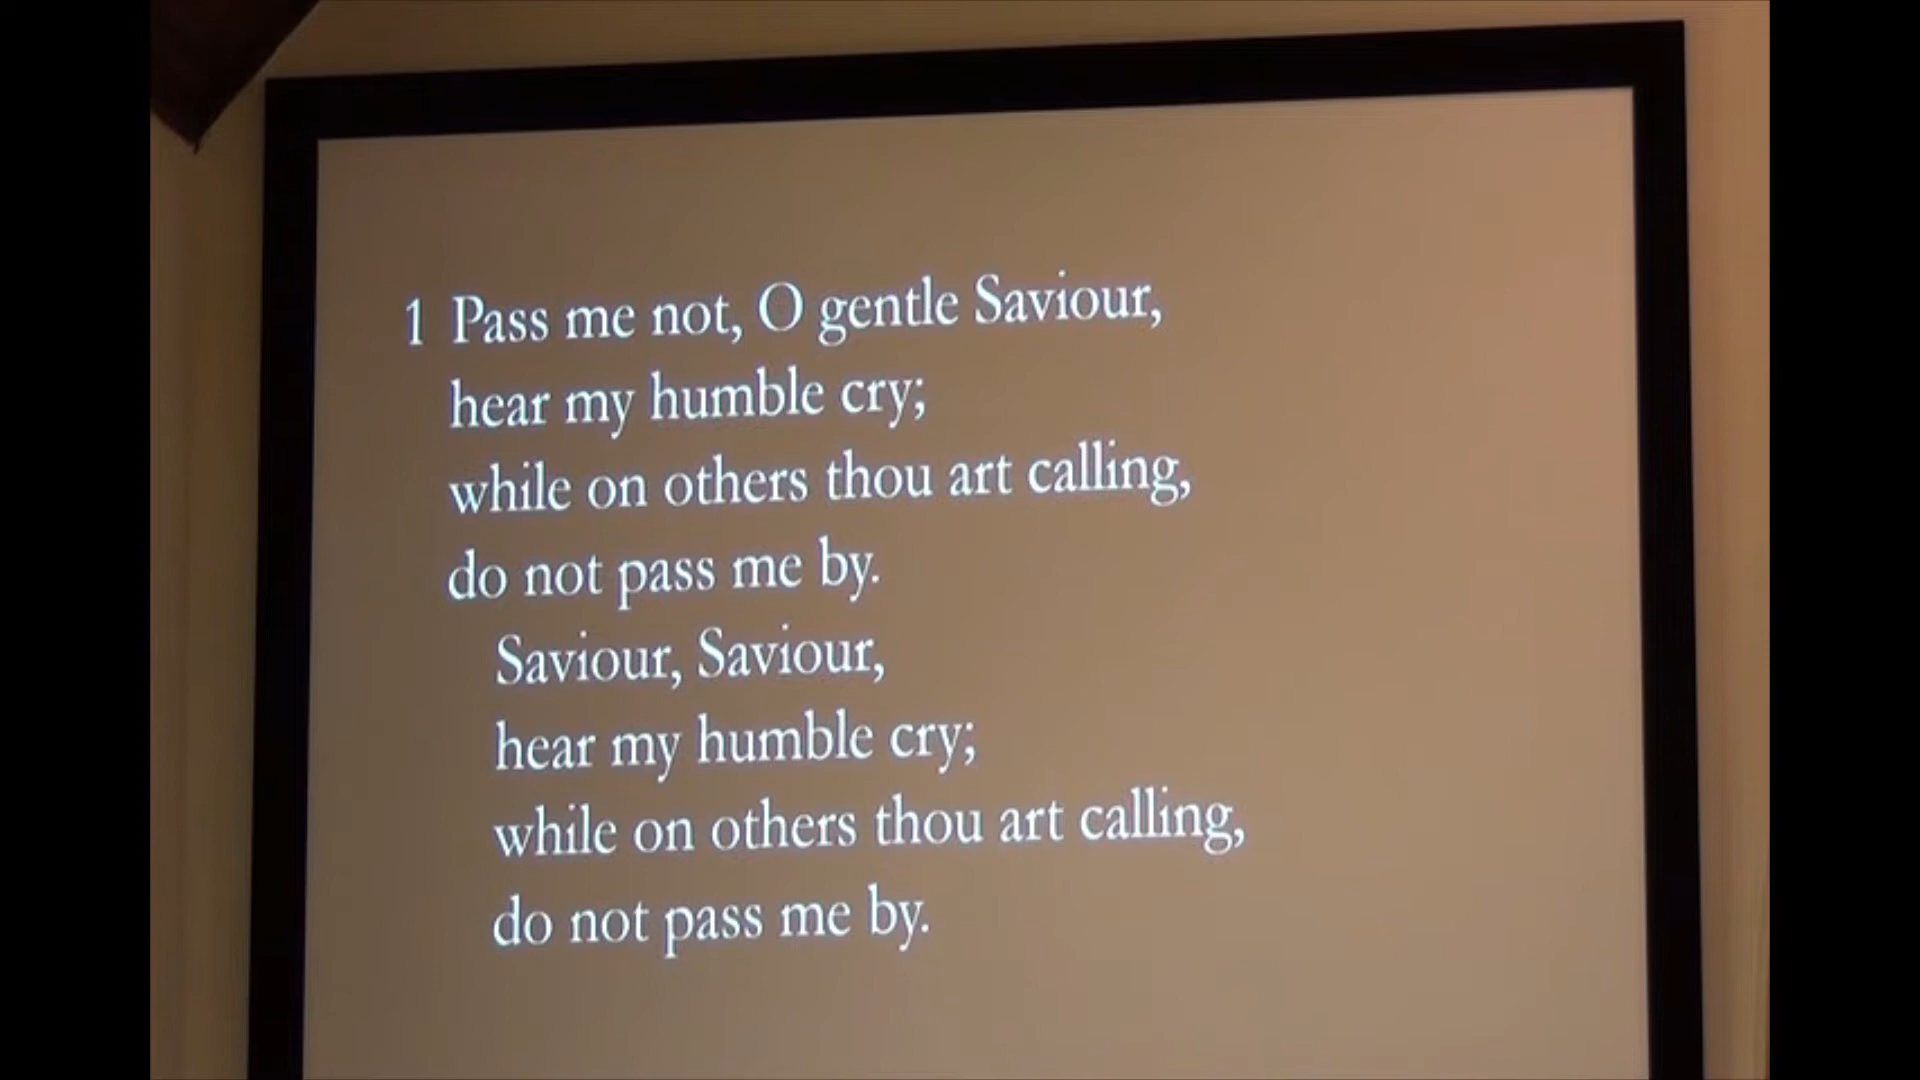 1 Pass me not, O gentle Saviour,
hear my humble cry;
while on others thou art calling,
do not pass me by.
Saviour, Saviour,
hear my humble cry;
while on others thou art calling,
do not pass me by.